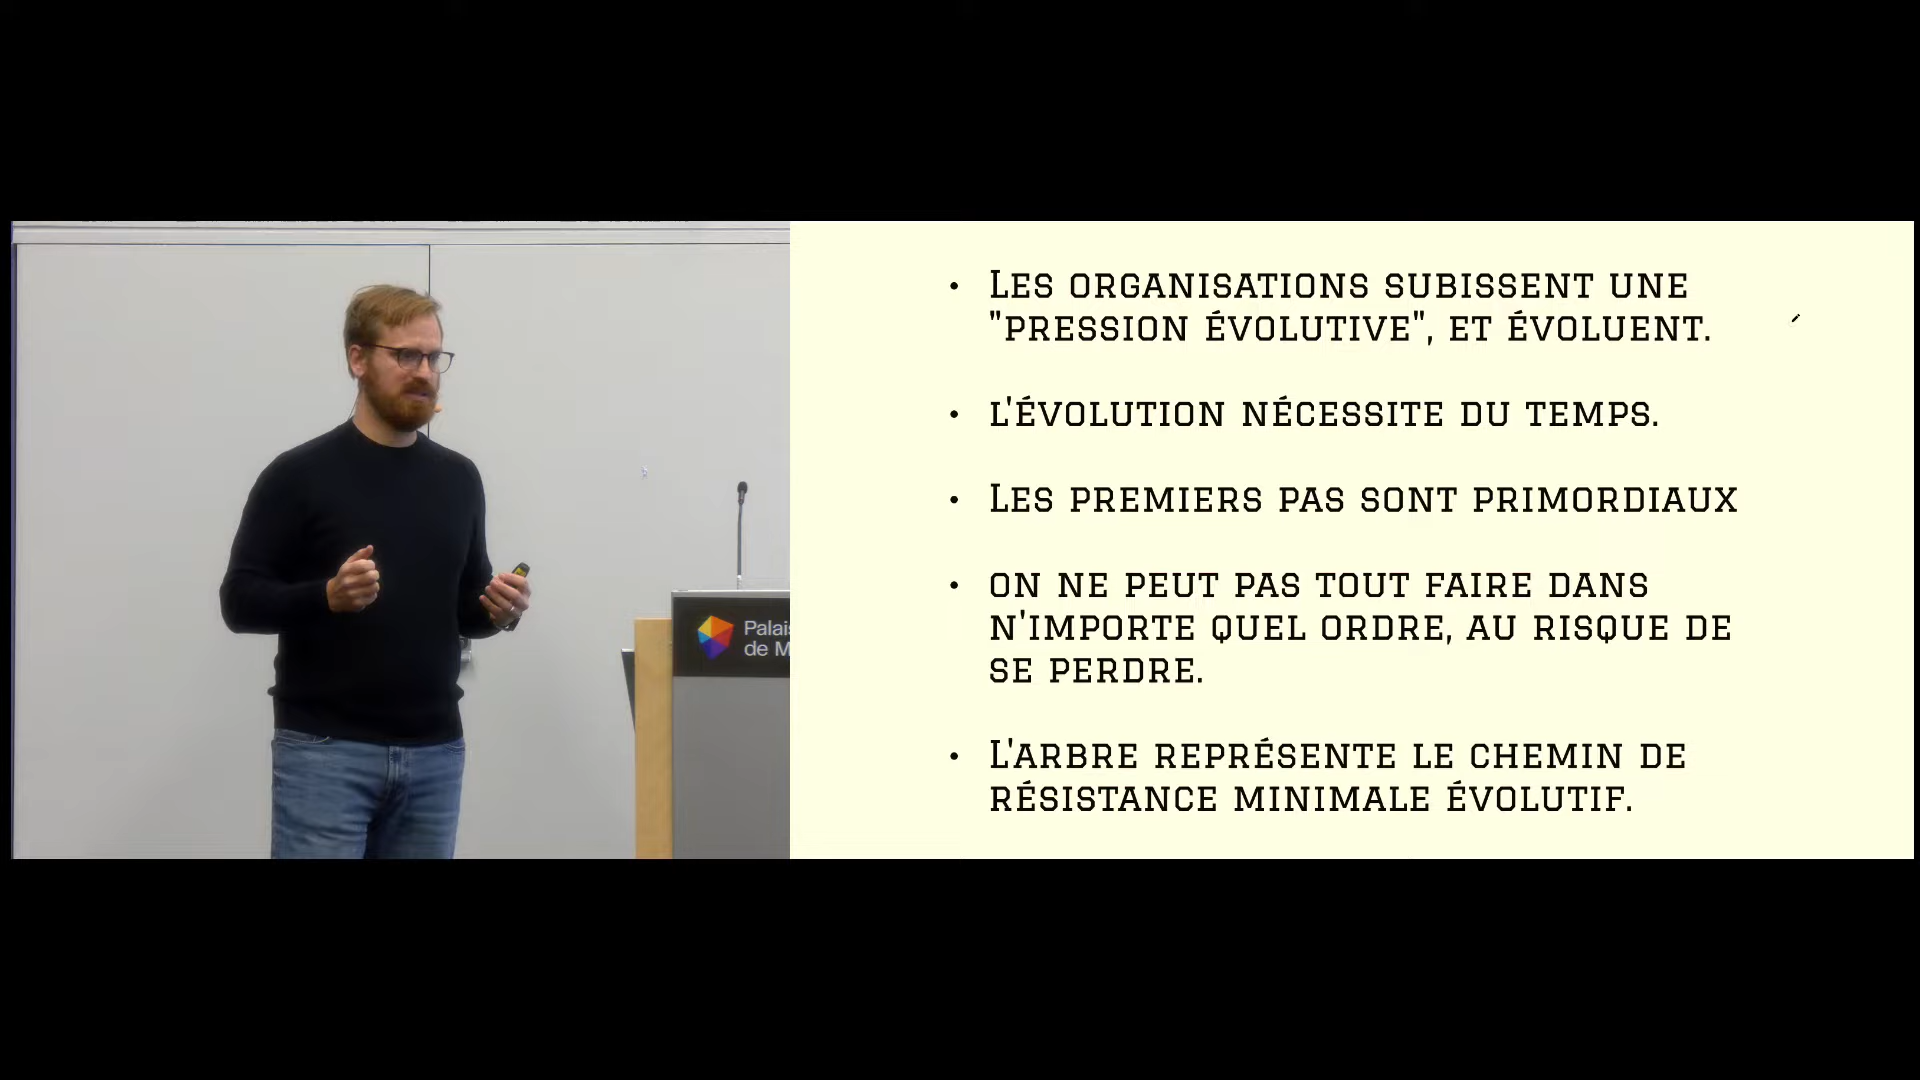 Les organisations subissent une
"pression évolutive", et évoluent.
l'évolution nécessite du temps.
Les premiers pas sont primordiaux
on ne peut pas tout faire dans
n'importe quel ordre, au risque de
se perdre.
L'arbre représente le chemin de
résistance minimale évolutif.
Palais
de M